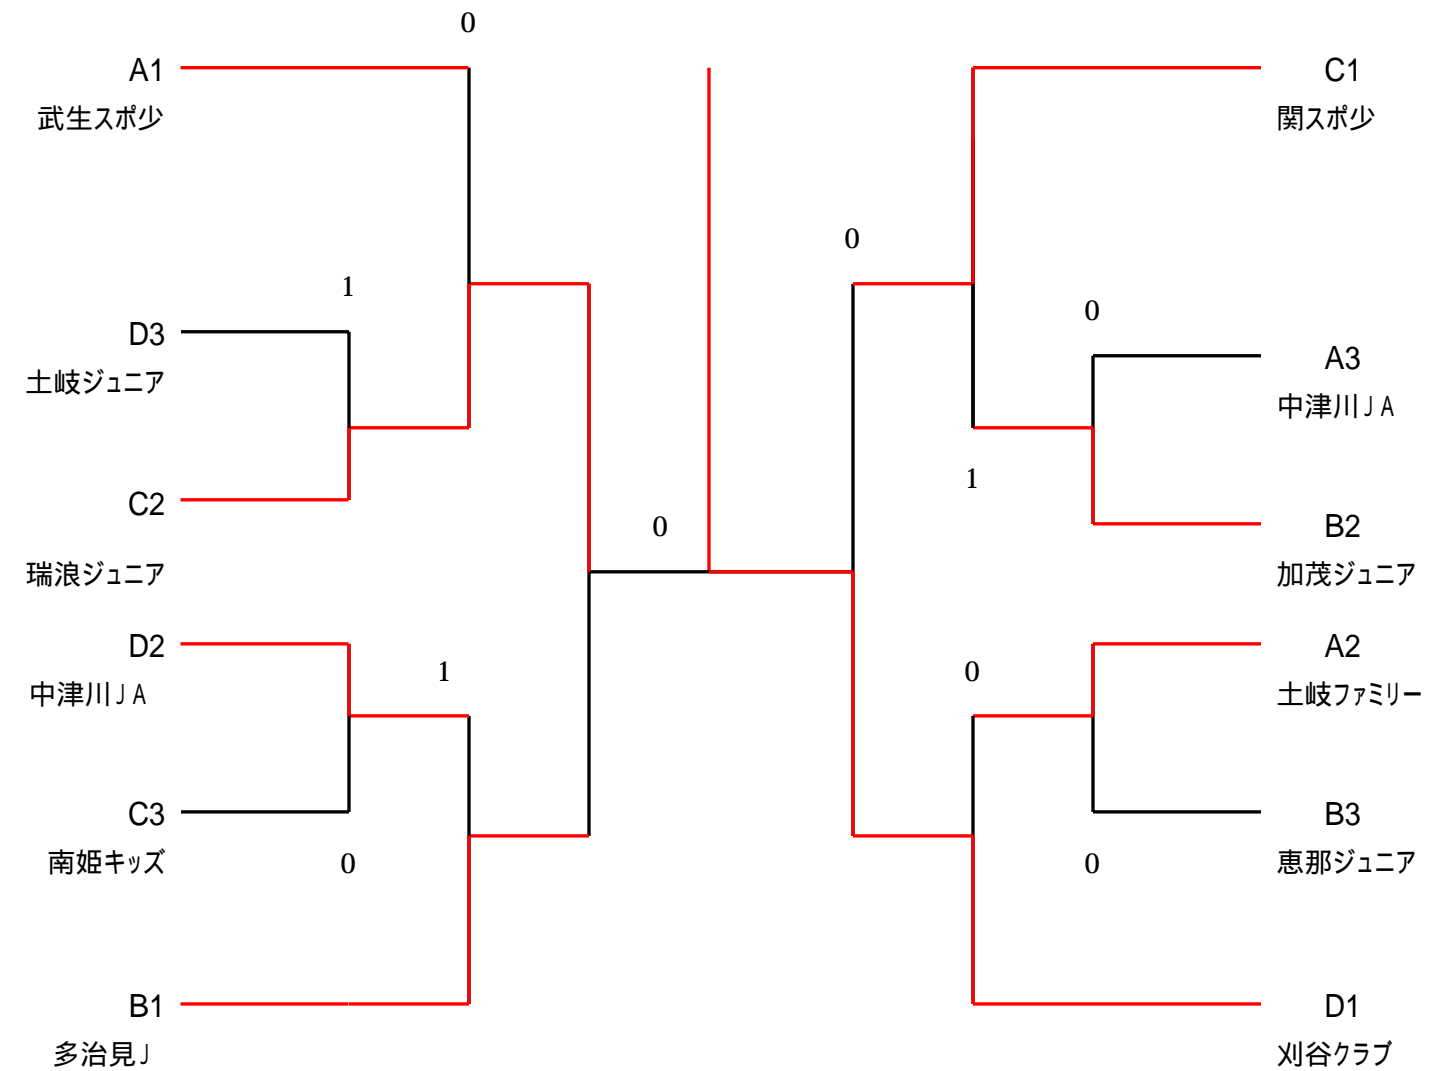 0
A1
武生スポ少
1
D3
土岐ジュニア
C2
瑞浪ジュニア
D2
中津川JA
1
C3
南姫キッズ
0
B1
多治見J
0
C1
関スポ少
0
0
A3
中津川JA
1
B2
加茂ジュニア
A2
土岐ファミリー
0
B3
恵那ジュニア
0
D1
刈谷クラブ